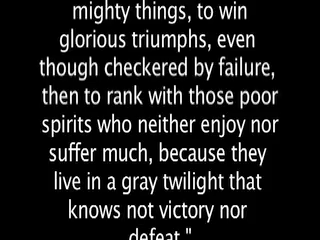 mighty things, to win
glorious triumphs, even
though checkered by failure,
then to rank with those poor
spirits who neither enjoy nor
suffer much, because they
live in a gray twilight that
knows not victory nor
defeat."